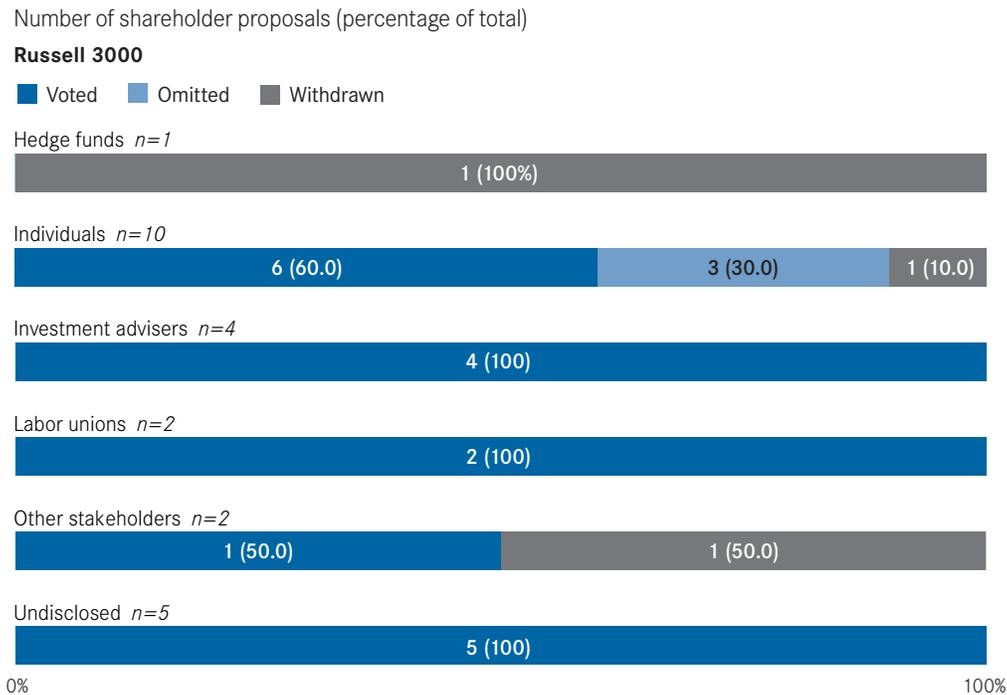 Number of shareholder proposals (percentage of total)
Russell 3000
Voted Omitted Withdrawn
Hedge funds n=1
1 (100%)
Individuals n=10
6 (60.0) 3 (30.0) 1 (10.0)
Investment advisers n=4
4 (100)
Labor unions n=2
2 (100)
Other stakeholders n=2
1 (50.0) 1 (50.0)
Undisclosed n=5
5 (100)
0% 100%